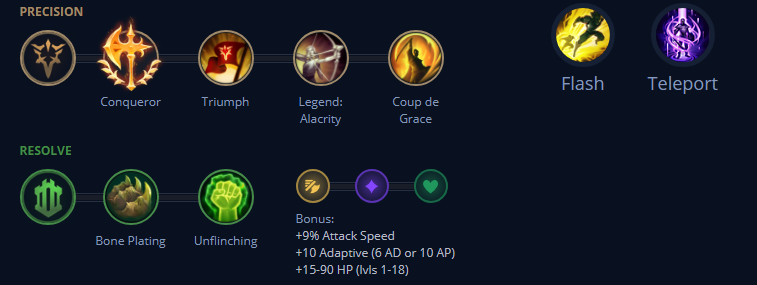 PRECISION
Conqueror
Triumph
Legend:
Alacrity
Coup de
Grace
Flash
Teleport
RESOLVE
Bone Plating
Unflinching
Bonus:
+9% Attack Speed
+10 Adaptive (6 AD or 10 AP)
+15-90 HP (lvls 1-18)